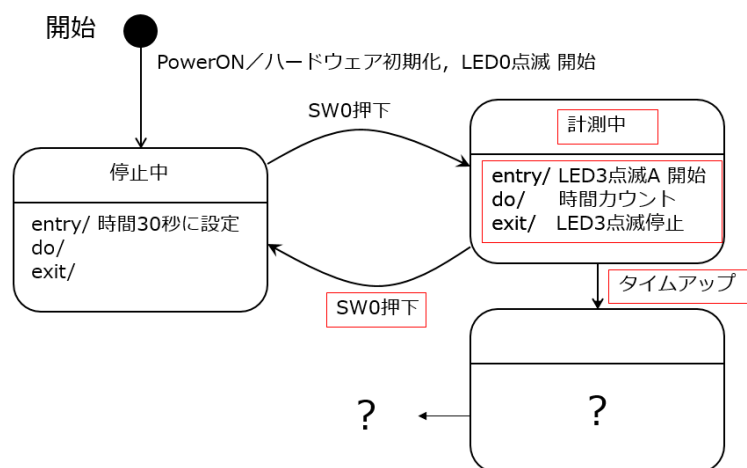 開始
PowerON／ハードウェア初期化，LED0点滅 開始
SW0押下
計測中
entry/ LED3点滅A 開始
do/ 時間カウント
exit/ LED3点滅停止
停止中
entry/ 時間30秒に設定
do/
exit/
SW0押下
タイムアップ
?
?